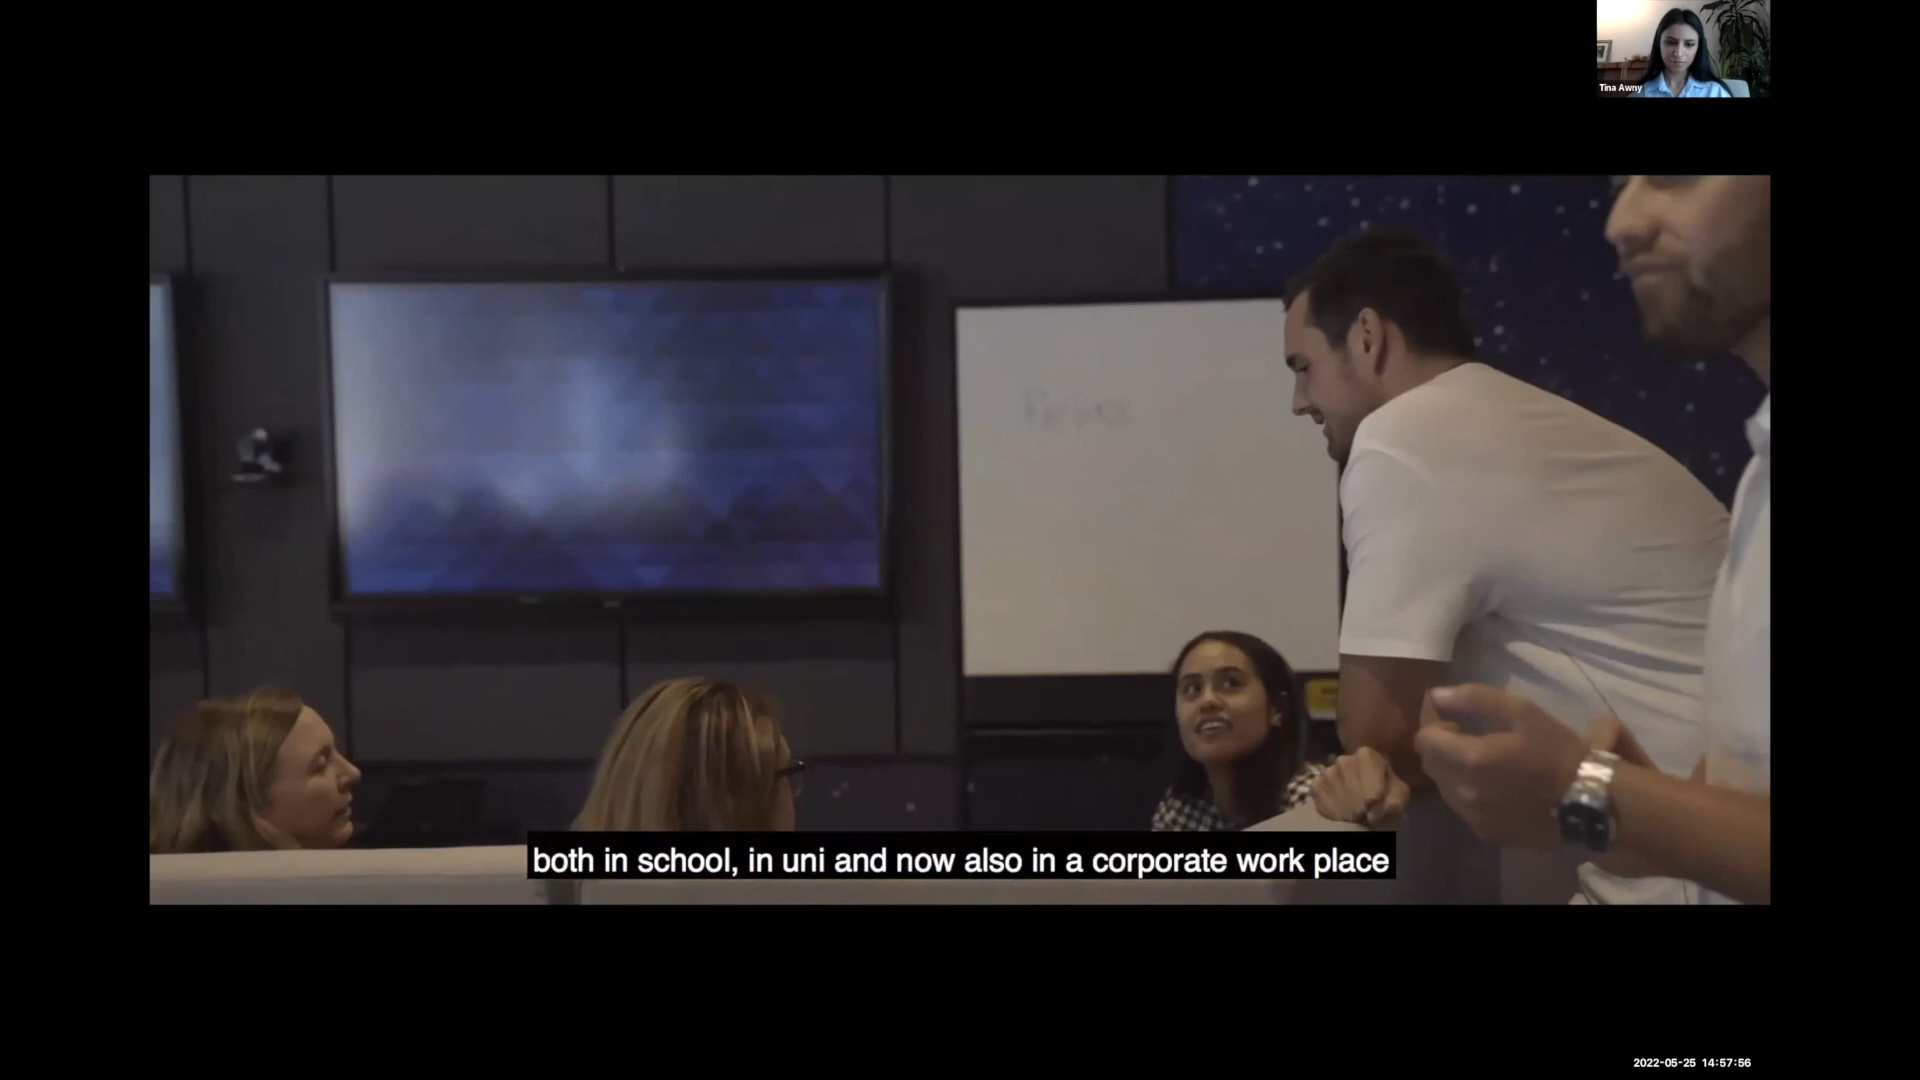 Tina Awny
both in school, in uni and now also in a corporate work place
2022-05-25 14:57:56